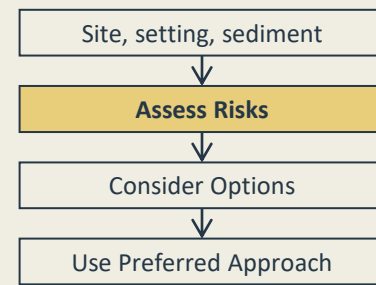 Site, setting, sediment
Assess Risks
Consider Options
Use Preferred Approach